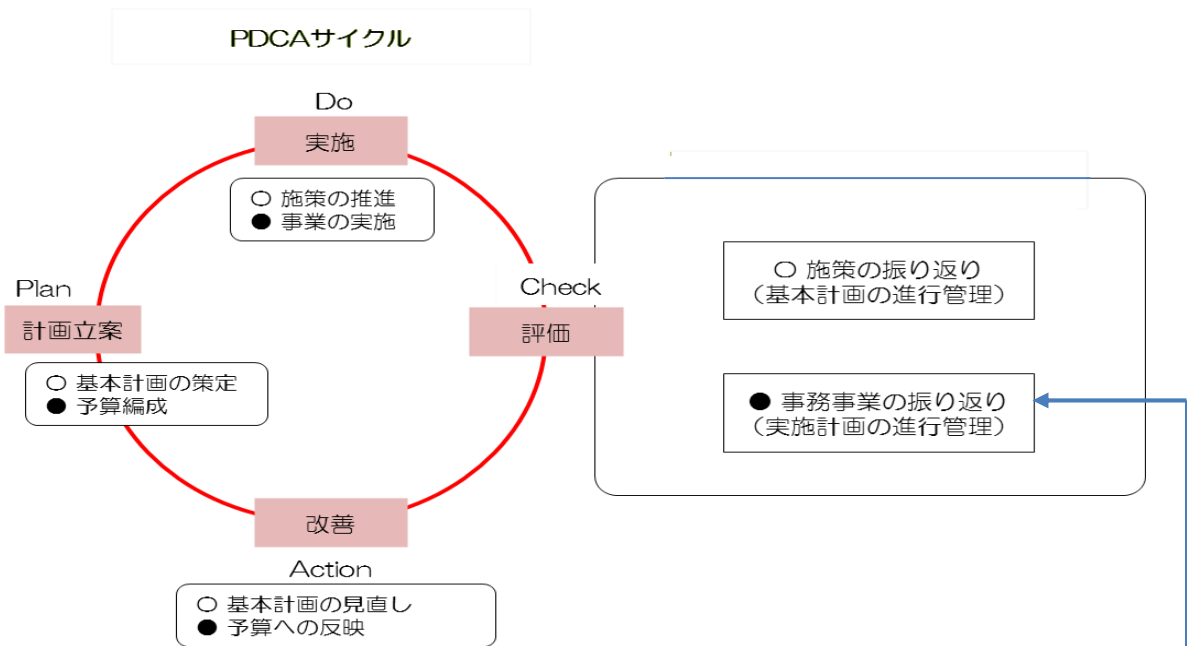 PDCAサイクル
Do
実施
○ 施策の推進
● 事業の実施
Plan
計画立案
○ 基本計画の策定
● 予算編成
Check
評価
○ 施策の振り返り
（基本計画の進行管理）
● 事務事業の振り返り
（実施計画の進行管理）
改善
Action
○ 基本計画の見直し
● 予算への反映